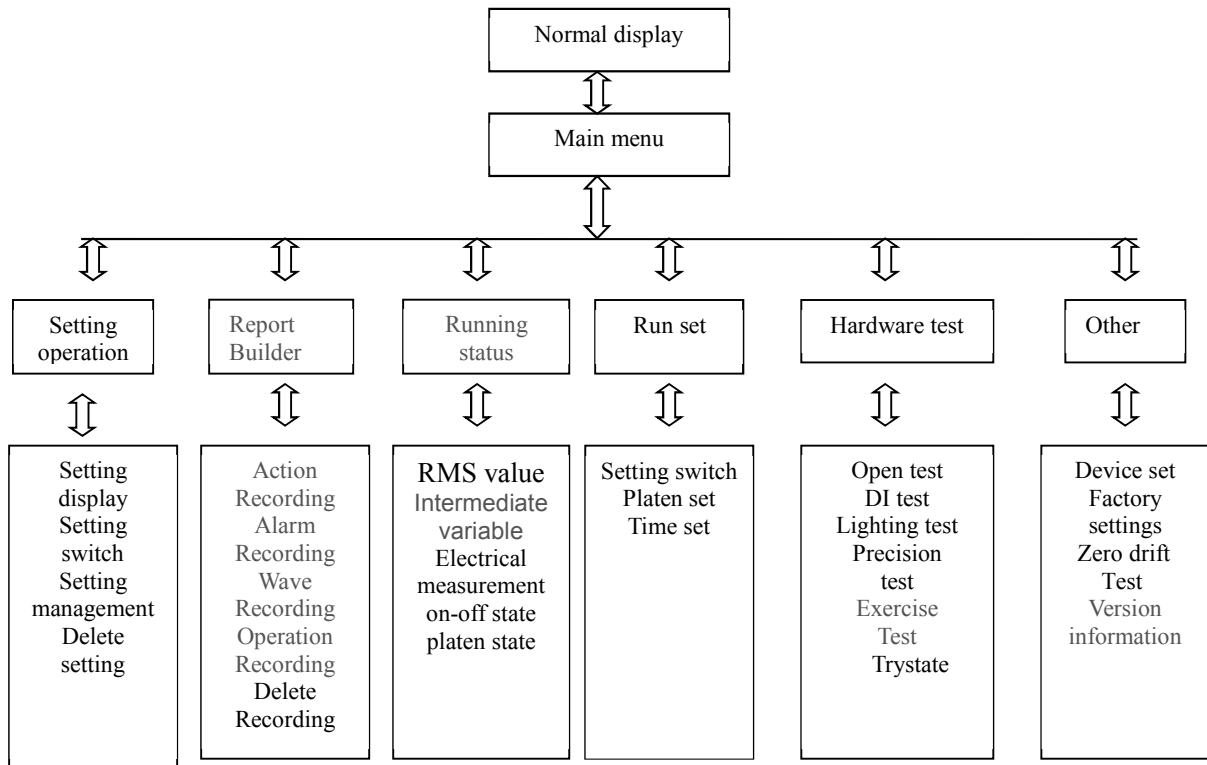 Normal display
Main menu
Setting
operation
Report
Builder
Running
status
Run set
Hardware test
Other
Setting
display
Setting
switch
Setting
management
Delete
setting
Action
Recording
Alarm
Recording
Wave
Recording
Operation
Recording
Delete
Recording
RMS value
Intermediate
variable
Electrical
measurement
on-off state
platen state
Setting switch
Platen set
Time set
Open test
DI test
Lighting test
Precision
test
Exercise
Test
Trystate
Device set
Factory
settings
Zero drift
Test
Version
information